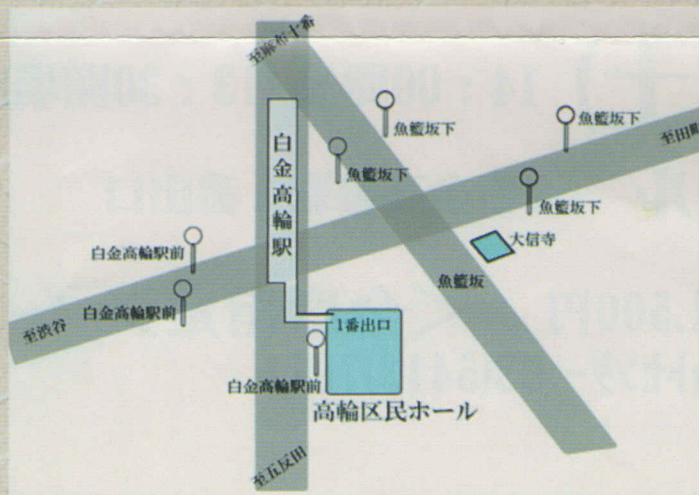 至麻布十番
魚籃坂下
魚籃坂下
至田町
白金高輪駅
魚籃坂下
魚籃坂下
大信寺
白金高輪駅前
魚籃坂
白金高輪駅前
至渋谷
1番出口
白金高輪駅前
高輪区民ホール
至五反田